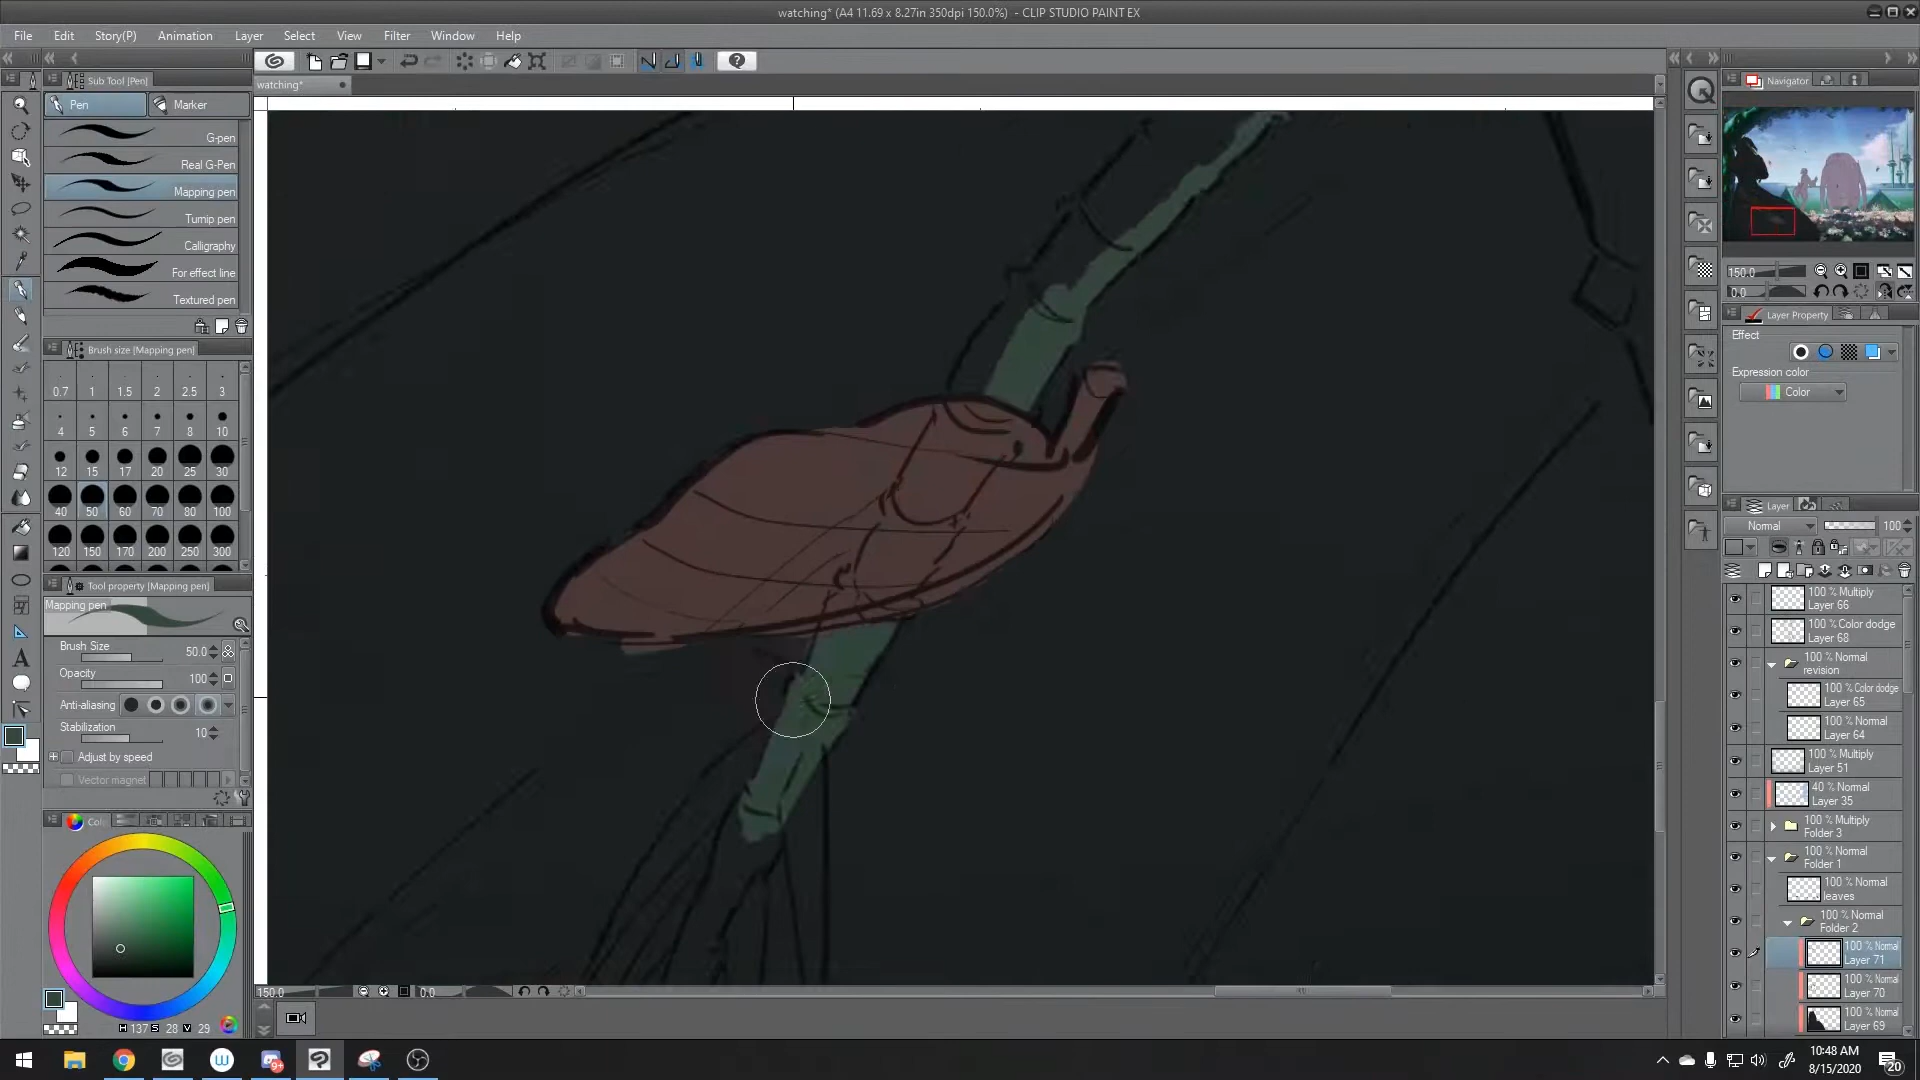 watching* (A4 11.69 x 8.27in 350dpi 150.0%) - CLIP STUDIO PAINT EX
File Edit Story(P) Animation Layer Select View Filter Window Help
Sub Tool [Pen]
Pen Marker
G-pen
Real G-Pen
Mapping pen
Turnip pen
Calligraphy
For effect line
Textured pen
Brush size [Mapping pen]
0.7 1 1.5 2 2.5 3
4 5 6 7 8 10
12 15 17 20 25 30
40 50 60 70 80 100
120 150 170 200 250 300
Tool property [Mapping pen]
Mapping pen
Brush Size 50.0
Opacity 100
Anti-aliasing
Stabilization 10
Adjust by speed
Vector magnet
H 137 S 28 V 29
watching*
150.0 0.0
Navigator
150.0
0.0
Layer Property
Effect
Expression color
Color
Layer
Normal 100
100 % Multiply
Layer 66
100 % Color dodge
Layer 68
100 % Normal
revision
100 % Color dodge
Layer 65
100 % Normal
Layer 64
100 % Multiply
Layer 51
40 % Normal
Layer 35
100 % Multiply
Folder 3
100 % Normal
Folder 1
100 % Normal
leaves
100 % Normal
Folder 2
100 % Normal
Layer 71
100 % Normal
Layer 70
100 % Normal
Layer 69
10:48 AM
8/15/2020
20
9+